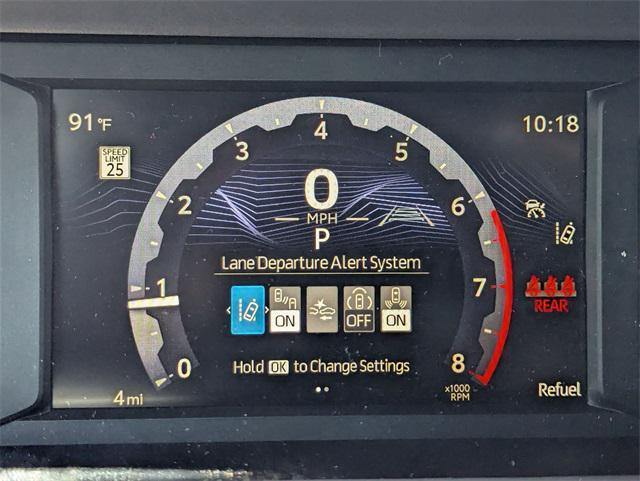 91°F
10:18
SPEED
LIMIT
25
0
1
2
3
4
5
6
7
8
0
MPH
P
Lane Departure Alert System
A
ON
OFF
ON
REAR
Hold OK to Change Settings
x1000
RPM
4mi
Refuel